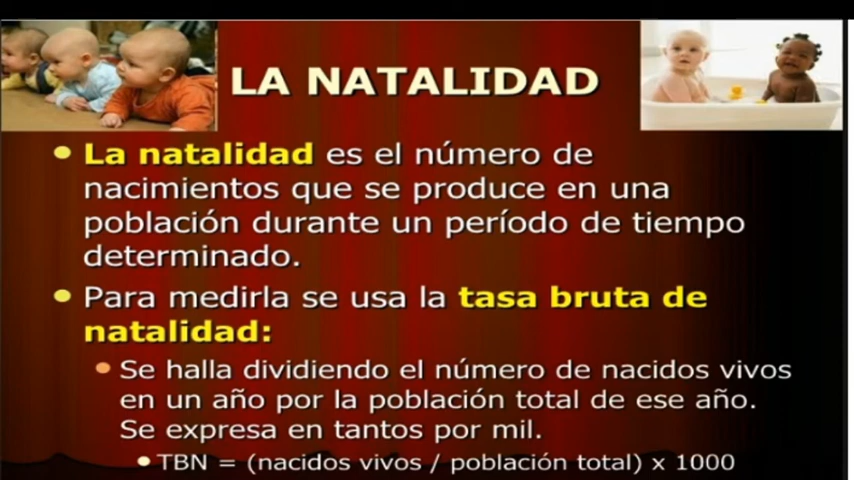 LA NATALIDAD
La natalidad es el número de
nacimientos que se produce en una
población durante un período de tiempo
determinado.
Para medirla se usa la tasa bruta de
natalidad:
Se halla dividiendo el número de nacidos vivos
en un año por la población total de ese año.
Se expresa en tantos por mil.
TBN = (nacidos vivos / población total) x 1000